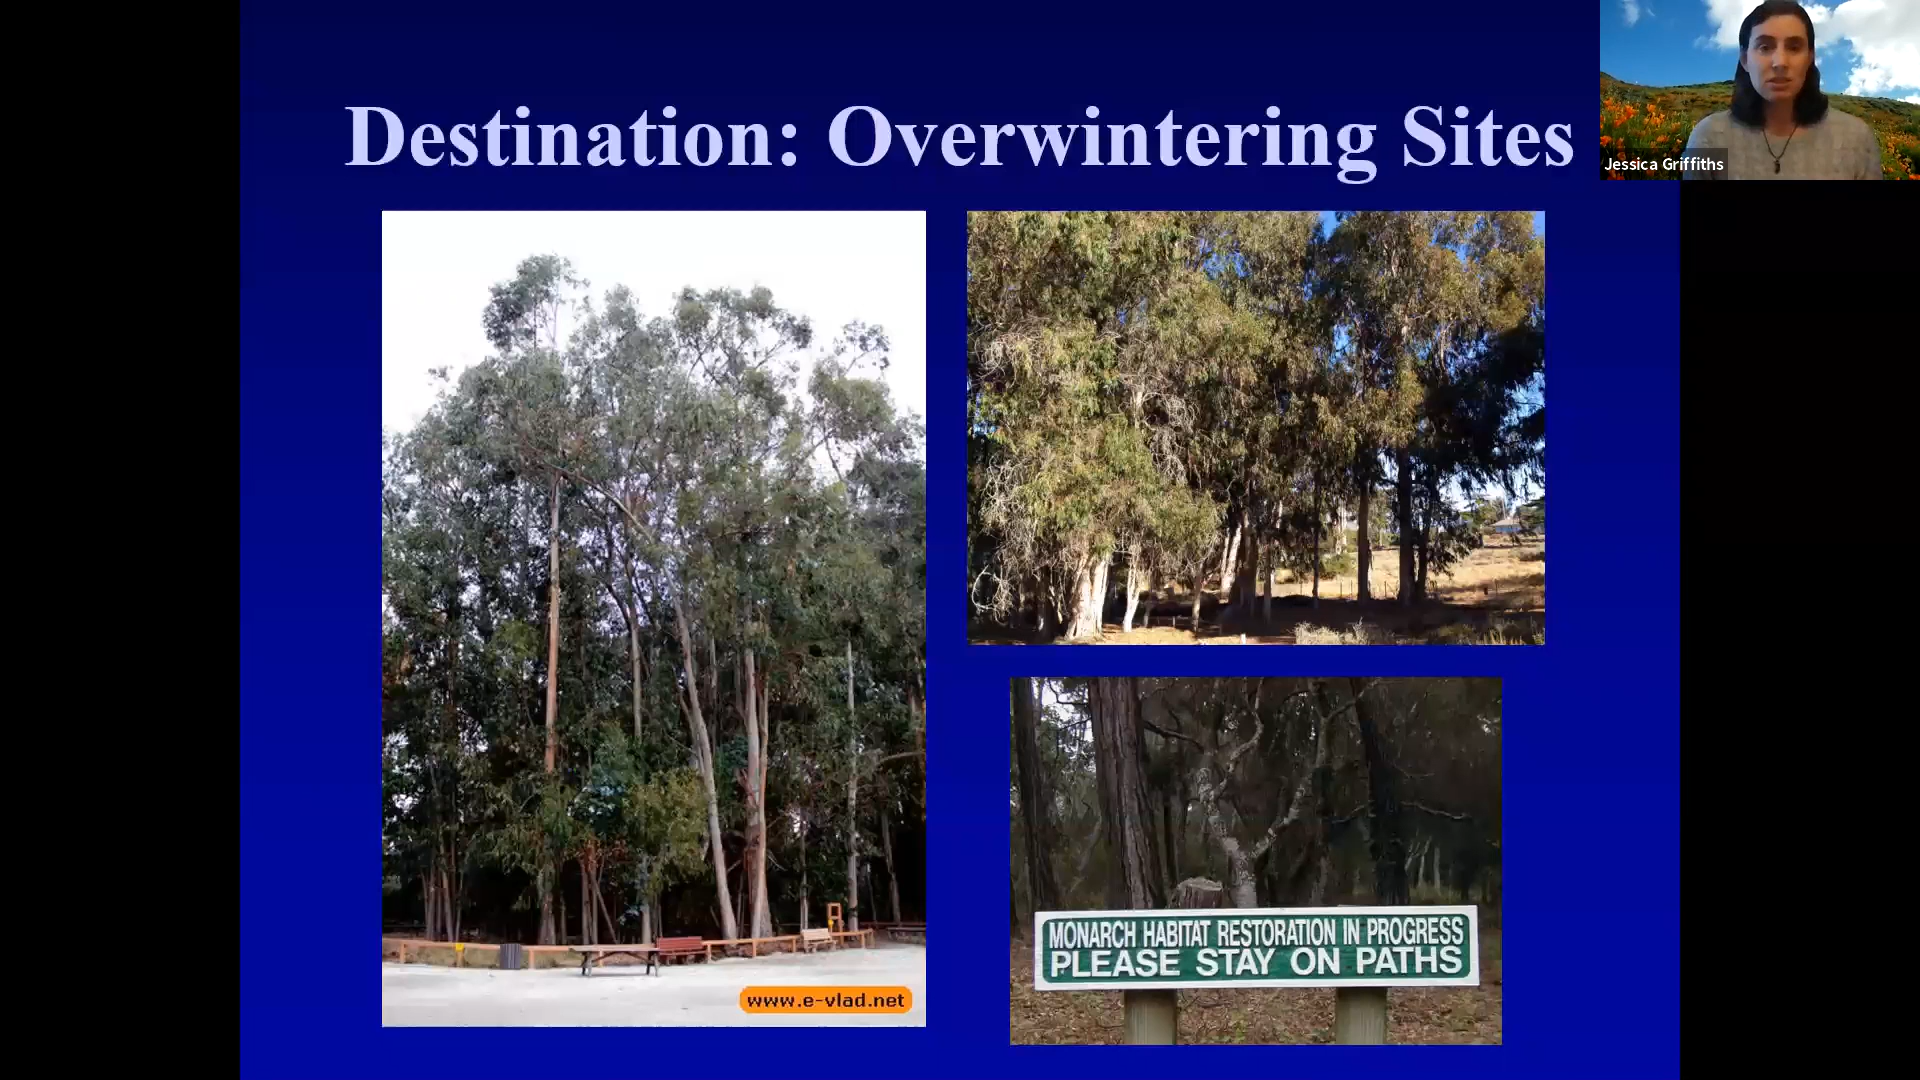 Destination: Overwintering Sites
Jessica Griffiths
www.e-vlad.net
MONARCH HABITAT RESTORATION IN PROGRESS
PLEASE STAY ON PATHS